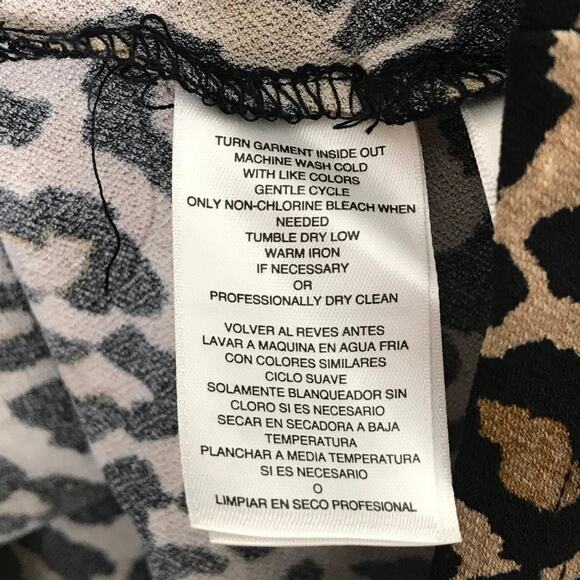 TURN GARMENT INSIDE OUT
MACHINE WASH COLD
WITH LIKE COLORS
GENTLE CYCLE
ONLY NON-CHLORINE BLEACH WHEN
NEEDED
TUMBLE DRY LOW
WARM IRON
IF NECESSARY
OR
PROFESSIONALLY DRY CLEAN
VOLVER AL REVES ANTES
LAVAR A MAQUINA EN AGUA FRIA
CON COLORES SIMILARES
CICLO SUAVE
SOLAMENTE BLANQUEADOR SIN
CLORO SI ES NECESARIO
SECAR EN SECADORA A BAJA
TEMPERATURA
PLANCHAR A MEDIA TEMPERATURA
SI ES NECESARIO
O
LIMPIAR EN SECO PROFESIONAL